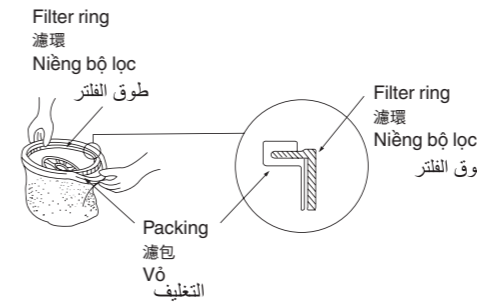 Filter ring
濾環
Niềng bộ lọc
طوق الفلتر
Filter ring
濾環
Niềng bộ lọc
وق الفلتر
Packing
濾包
Vỏ
التغليف